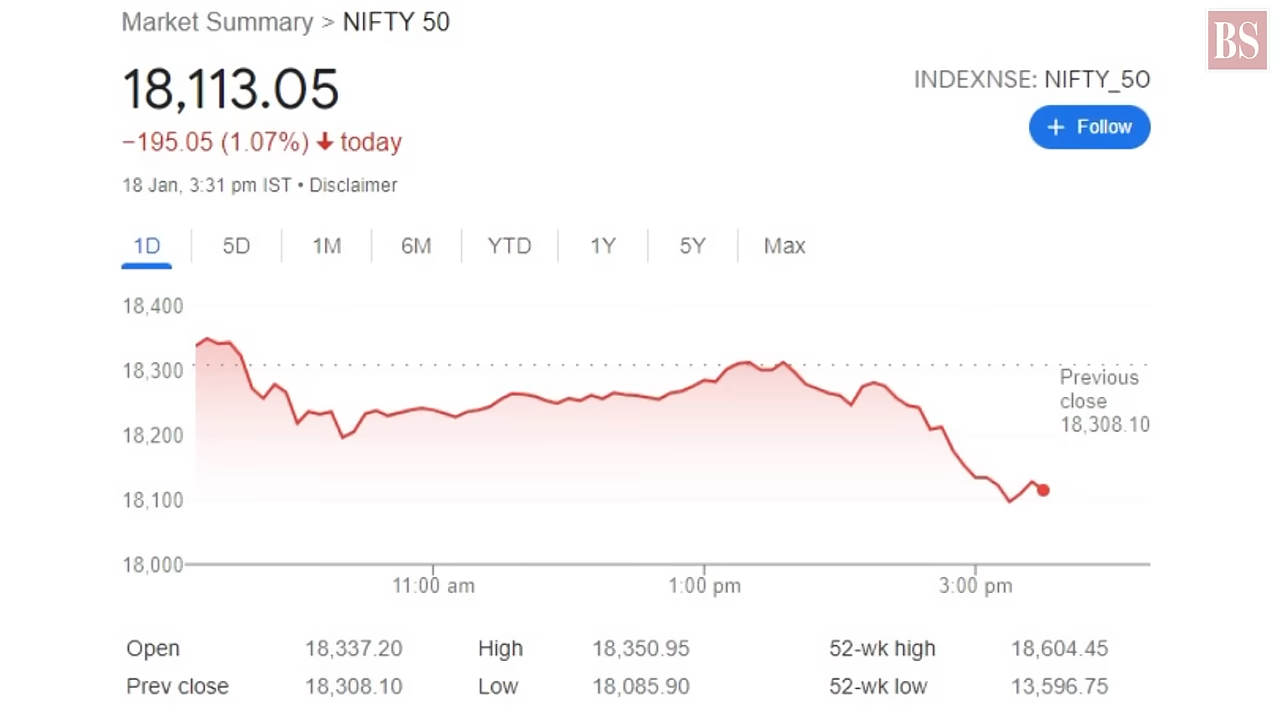 Market Summary > NIFTY 50
BS
18,113.05
INDEXNSE: NIFTY_50
−195.05 (1.07%) ↓ today
+ Follow
18 Jan, 3:31 pm IST • Disclaimer
1D 5D 1M 6M YTD 1Y 5Y Max
18,400
18,300
Previous
close
18,308.10
18,200
18,100
18,000
11:00 am 1:00 pm 3:00 pm
Open 18,337.20 High 18,350.95 52-wk high 18,604.45
Prev close 18,308.10 Low 18,085.90 52-wk low 13,596.75